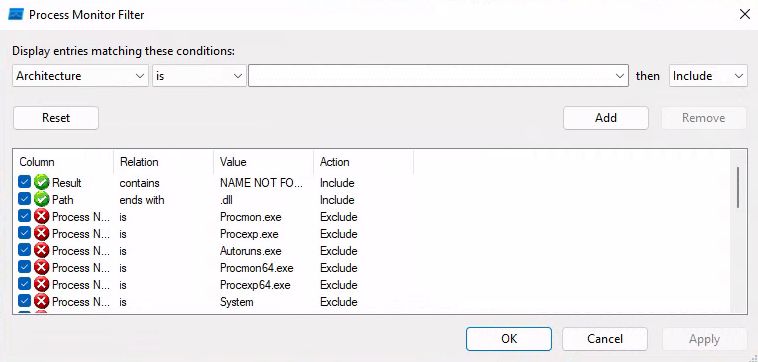 Process Monitor Filter
Display entries matching these conditions:
Architecture is then Include
Reset Add Remove
Column Relation Value Action
Result contains NAME NOT FO... Include
Path ends with .dll Include
Process N... is Procmon.exe Exclude
Process N... is Procexp.exe Exclude
Process N... is Autoruns.exe Exclude
Process N... is Procmon64.exe Exclude
Process N... is Procexp64.exe Exclude
Process N... is System Exclude
OK Cancel Apply